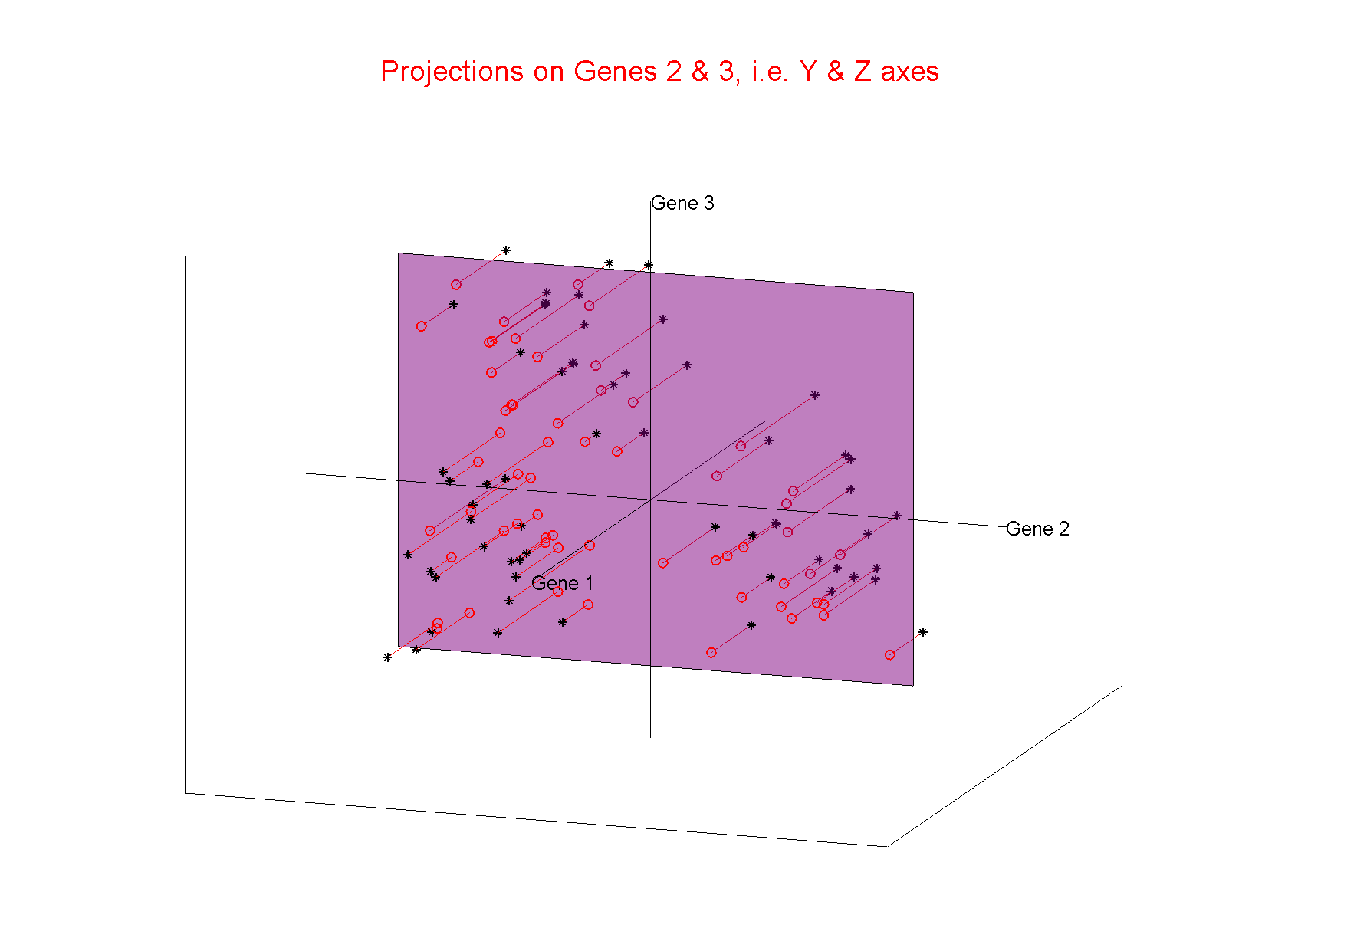 Projections on Genes 2 & 3, i.e. Y & Z axes
Gene 3
Gene 2
Gene 1